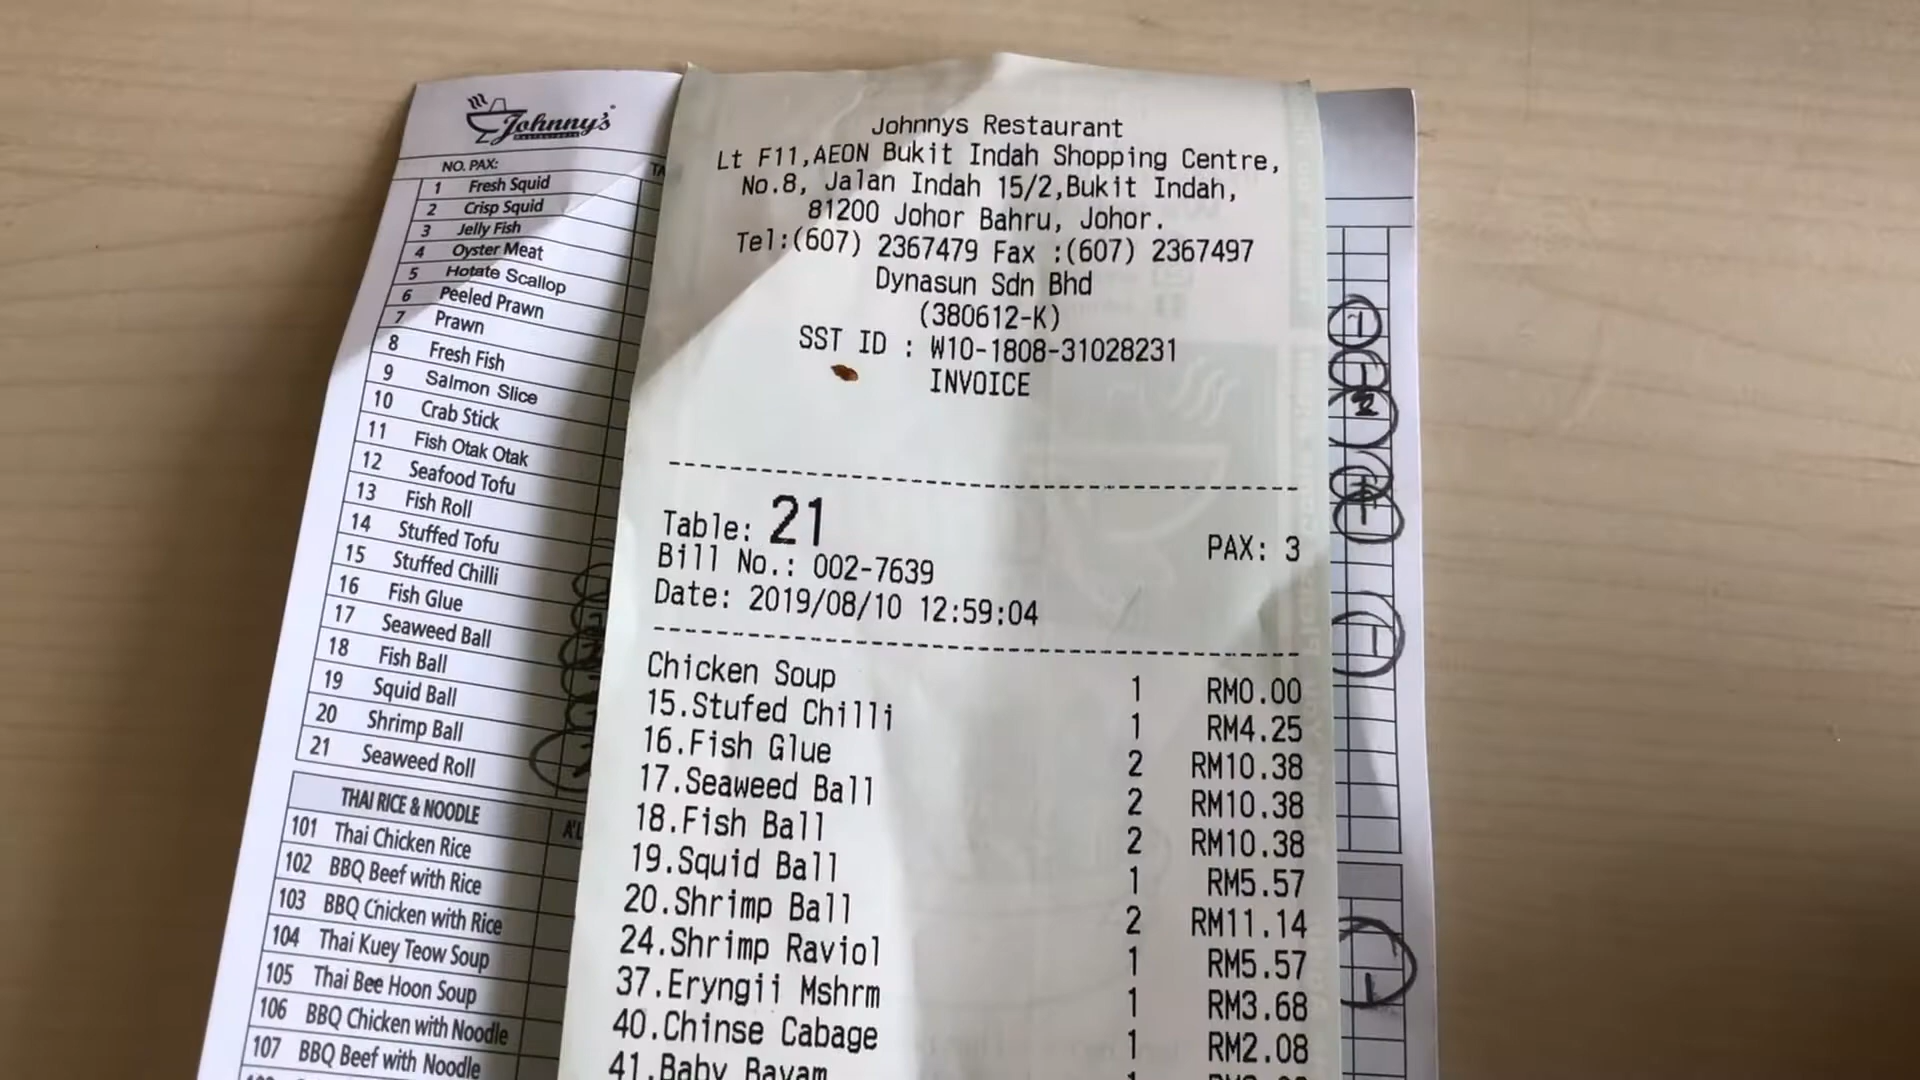 Johnny's
NO. PAX:
1 Fresh Squid
2 Crisp Squid
3 Jelly Fish
4 Oyster Meat
5 Hotate Scallop
6 Peeled Prawn
7 Prawn
8 Fresh Fish
9 Salmon Slice
10 Crab Stick
11 Fish Otak Otak
12 Seafood Tofu
13 Fish Roll
14 Stuffed Tofu
15 Stuffed Chilli
16 Fish Glue
17 Seaweed Ball
18 Fish Ball
19 Squid Ball
20 Shrimp Ball
21 Seaweed Roll
THAI RICE & NOODLE
101 Thai Chicken Rice
102 BBQ Beef with Rice
103 BBQ Chicken with Rice
104 Thai Kuey Teow Soup
105 Thai Bee Hoon Soup
106 BBQ Chicken with Noodle
107 BBQ Beef with Noodle
Johnnys Restaurant
Lt F11,AEON Bukit Indah Shopping Centre,
No.8, Jalan Indah 15/2,Bukit Indah,
81200 Johor Bahru, Johor.
Tel:(607) 2367479 Fax :(607) 2367497
Dynasun Sdn Bhd
(380612-K)
SST ID : W10-1808-31028231
INVOICE
Table: 21 PAX: 3
Bill No.: 002-7639
Date: 2019/08/10 12:59:04
Chicken Soup 1 RM0.00
15.Stufed Chilli 1 RM4.25
16.Fish Glue 2 RM10.38
17.Seaweed Ball 2 RM10.38
18.Fish Ball 2 RM10.38
19.Squid Ball 1 RM5.57
20.Shrimp Ball 2 RM11.14
24.Shrimp Raviol 1 RM5.57
37.Eryngii Mshrm 1 RM3.68
40.Chinse Cabage 1 RM2.08
41.Baby Bayam 1